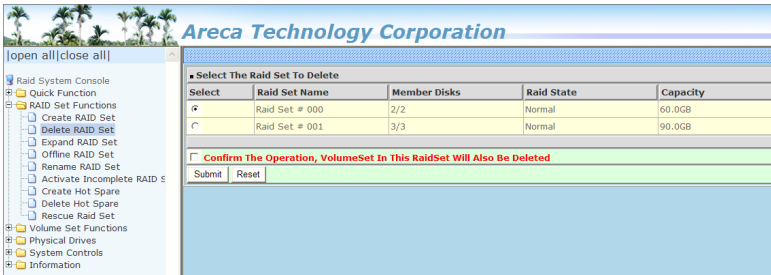 Areca Technology Corporation
|open all|close all|
Raid System Console
Quick Function
RAID Set Functions
Create RAID Set
Delete RAID Set
Expand RAID Set
Offline RAID Set
Rename RAID Set
Activate Incomplete RAID S
Create Hot Spare
Delete Hot Spare
Rescue Raid Set
Volume Set Functions
Physical Drives
System Controls
Information
Select The Raid Set To Delete
Select Raid Set Name Member Disks Raid State Capacity
Raid Set # 000 2/2 Normal 60.0GB
Raid Set # 001 3/3 Normal 90.0GB
Confirm The Operation, VolumeSet In This RaidSet Will Also Be Deleted
Submit Reset